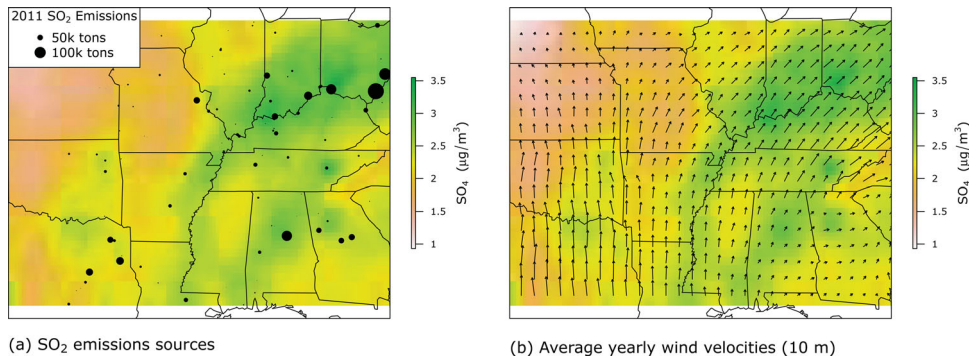 2011 SO2 Emissions
50k tons
100k tons
3.5
3
2.5
2
1.5
1
SO4 (µg/m3)
(a) SO2 emissions sources
3.5
3
2.5
2
1.5
1
SO4 (µg/m3)
(b) Average yearly wind velocities (10 m)